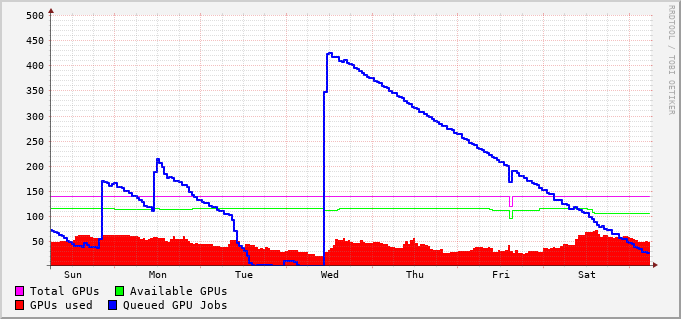 500
450
400
350
300
250
200
150
100
50
Sun Mon Tue Wed Thu Fri Sat
Total GPUs Available GPUs
GPUs used Queued GPU Jobs
RRDTOOL / TOBI OETIKER